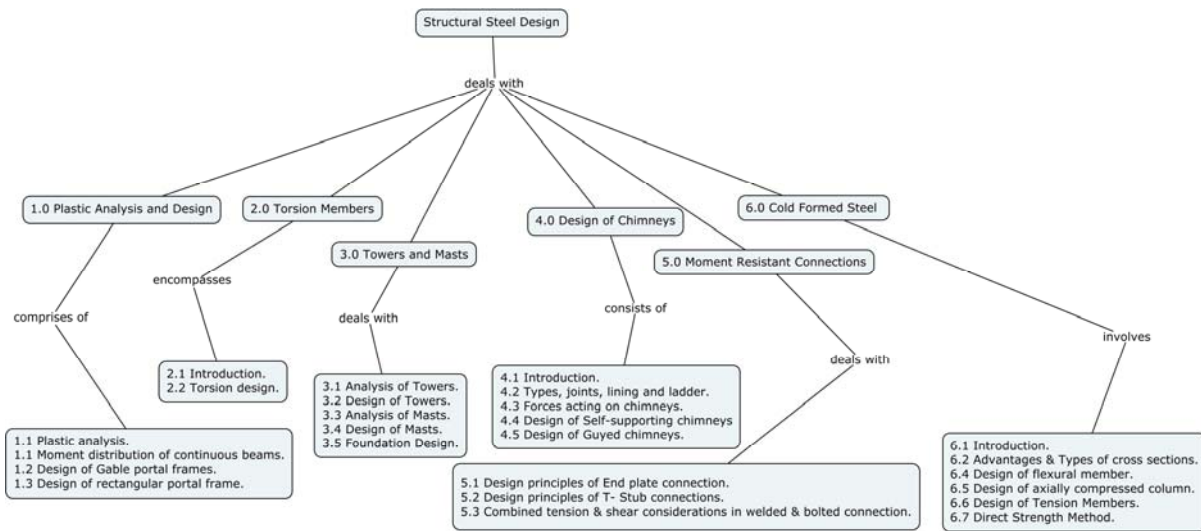 Structural Steel Design
deals with
1.0 Plastic Analysis and Design
2.0 Torsion Members
3.0 Towers and Masts
4.0 Design of Chimneys
5.0 Moment Resistant Connections
6.0 Cold Formed Steel
comprises of
encompasses
deals with
consists of
deals with
involves
1.1 Plastic analysis.
1.1 Moment distribution of continuous beams.
1.2 Design of Gable portal frames.
1.3 Design of rectangular portal frame.
2.1 Introduction.
2.2 Torsion design.
3.1 Analysis of Towers.
3.2 Design of Towers.
3.3 Analysis of Masts.
3.4 Design of Masts.
3.5 Foundation Design.
4.1 Introduction.
4.2 Types, joints, lining and ladder.
4.3 Forces acting on chimneys.
4.4 Design of Self-supporting chimneys
4.5 Design of Guyed chimneys.
5.1 Design principles of End plate connection.
5.2 Design principles of T- Stub connections.
5.3 Combined tension & shear considerations in welded & bolted connection.
6.1 Introduction.
6.2 Advantages & Types of cross sections.
6.4 Design of flexural member.
6.5 Design of axially compressed column.
6.6 Design of Tension Members.
6.7 Direct Strength Method.